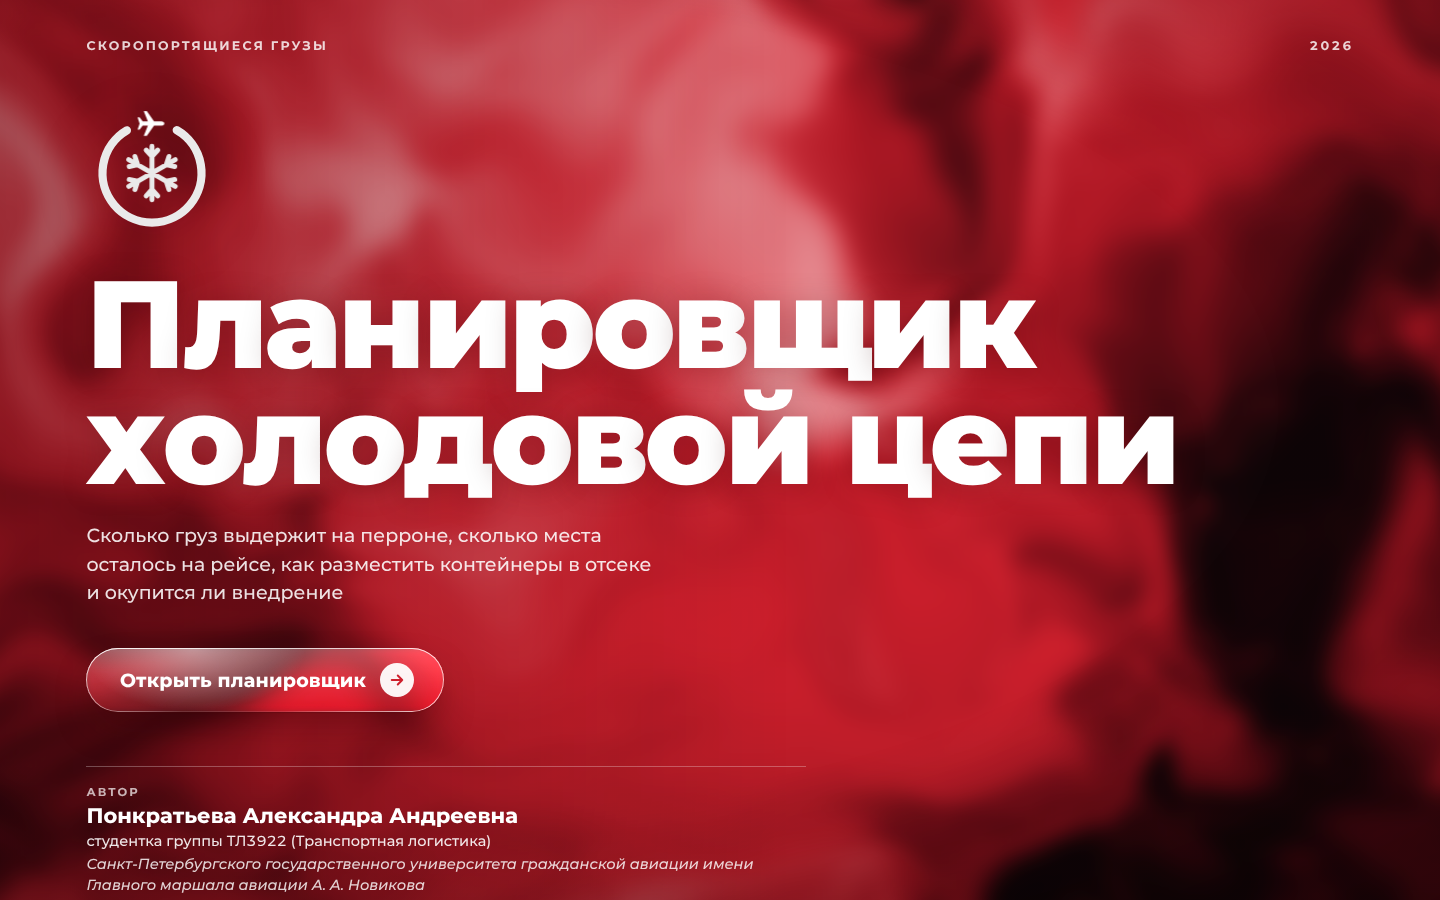 СКОРОПОРТЯЩИЕСЯ ГРУЗЫ
2026
Планировщик
холодовой цепи
Сколько груз выдержит на перроне, сколько места
осталось на рейсе, как разместить контейнеры в отсеке
и окупится ли внедрение
Открыть планировщик
АВТОР
Понкратьева Александра Андреевна
студентка группы ТЛ3922 (Транспортная логистика)
Санкт-Петербургского государственного университета гражданской авиации имени
Главного маршала авиации А. А. Новикова